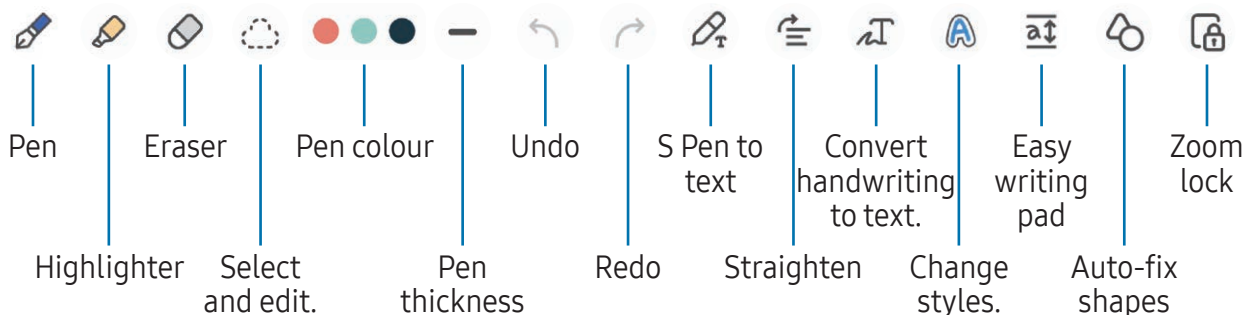 Pen
Eraser
Pen colour
Undo
S Pen to
text
Convert
handwriting
to text.
Easy
writing
pad
Zoom
lock
Highlighter
Select
and edit.
Pen
thickness
Redo
Straighten
Change
styles.
Auto-fix
shapes